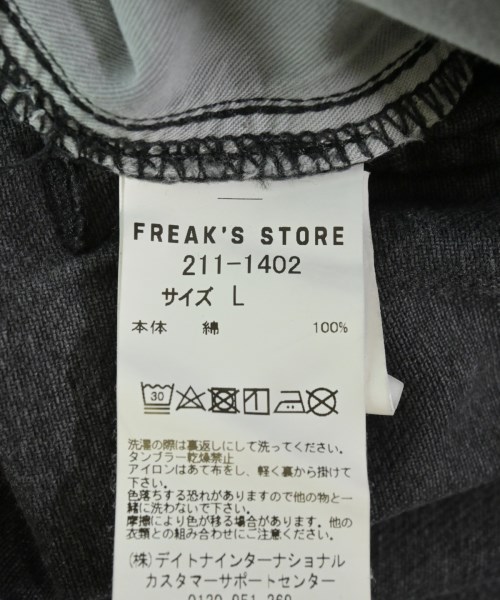 FREAK'S STORE
211-1402
サイズ L
本体 綿 100%
30
洗濯の際は裏返しにして洗ってください。
タンブラー乾燥禁止
アイロンはあて布をし、軽く裏から掛けて
下さい。
色落ちする恐れがありますので他の物と一
緒に洗わないで下さい。
摩擦により色が移る場合があります。他の
衣類との組み合わせにご注意ください。
(株)デイトナインターナショナル
カスタマーサポートセンター